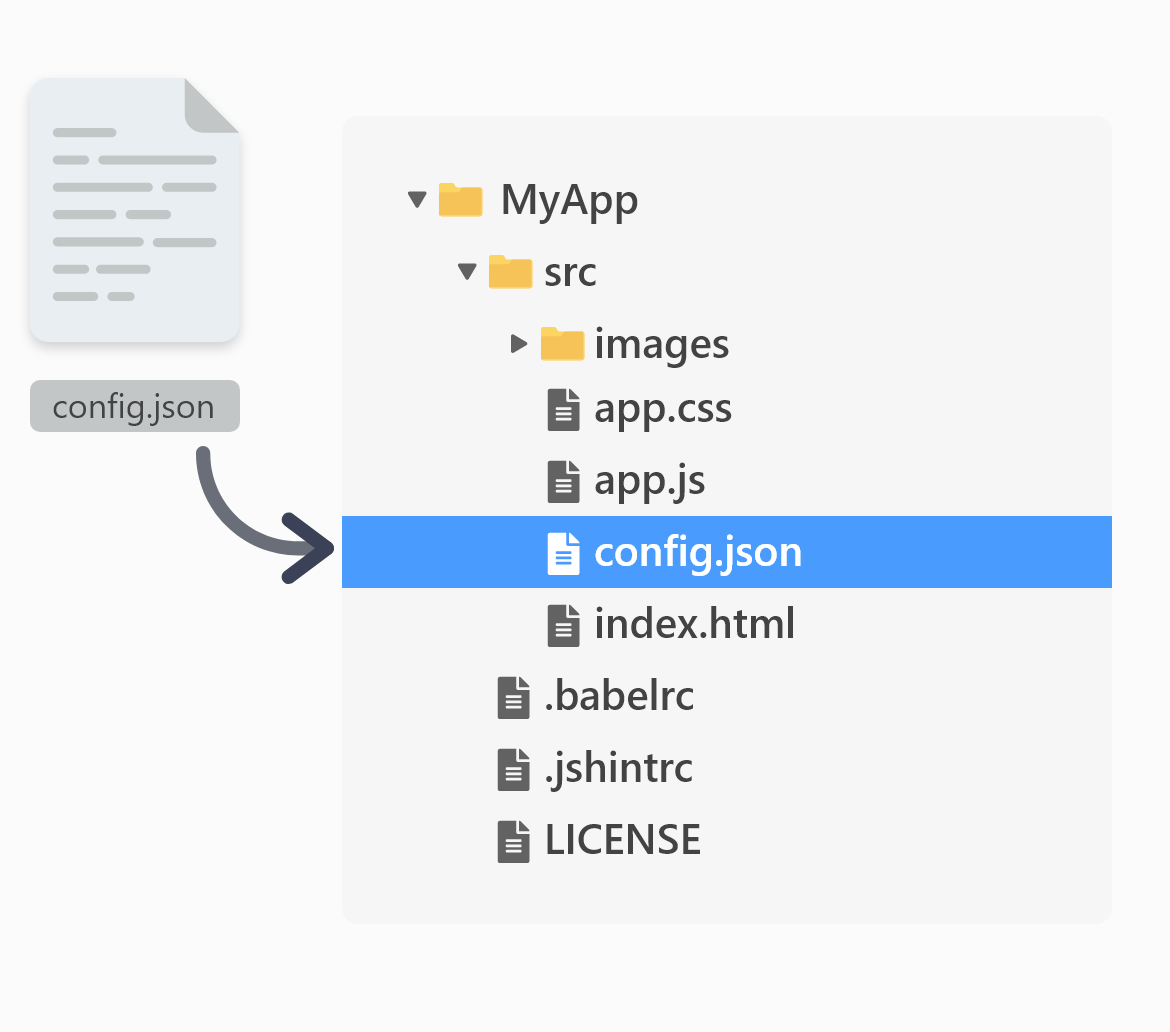 config.json
MyApp
src
images
app.css
app.js
config.json
index.html
.babelrc
.jshintrc
LICENSE